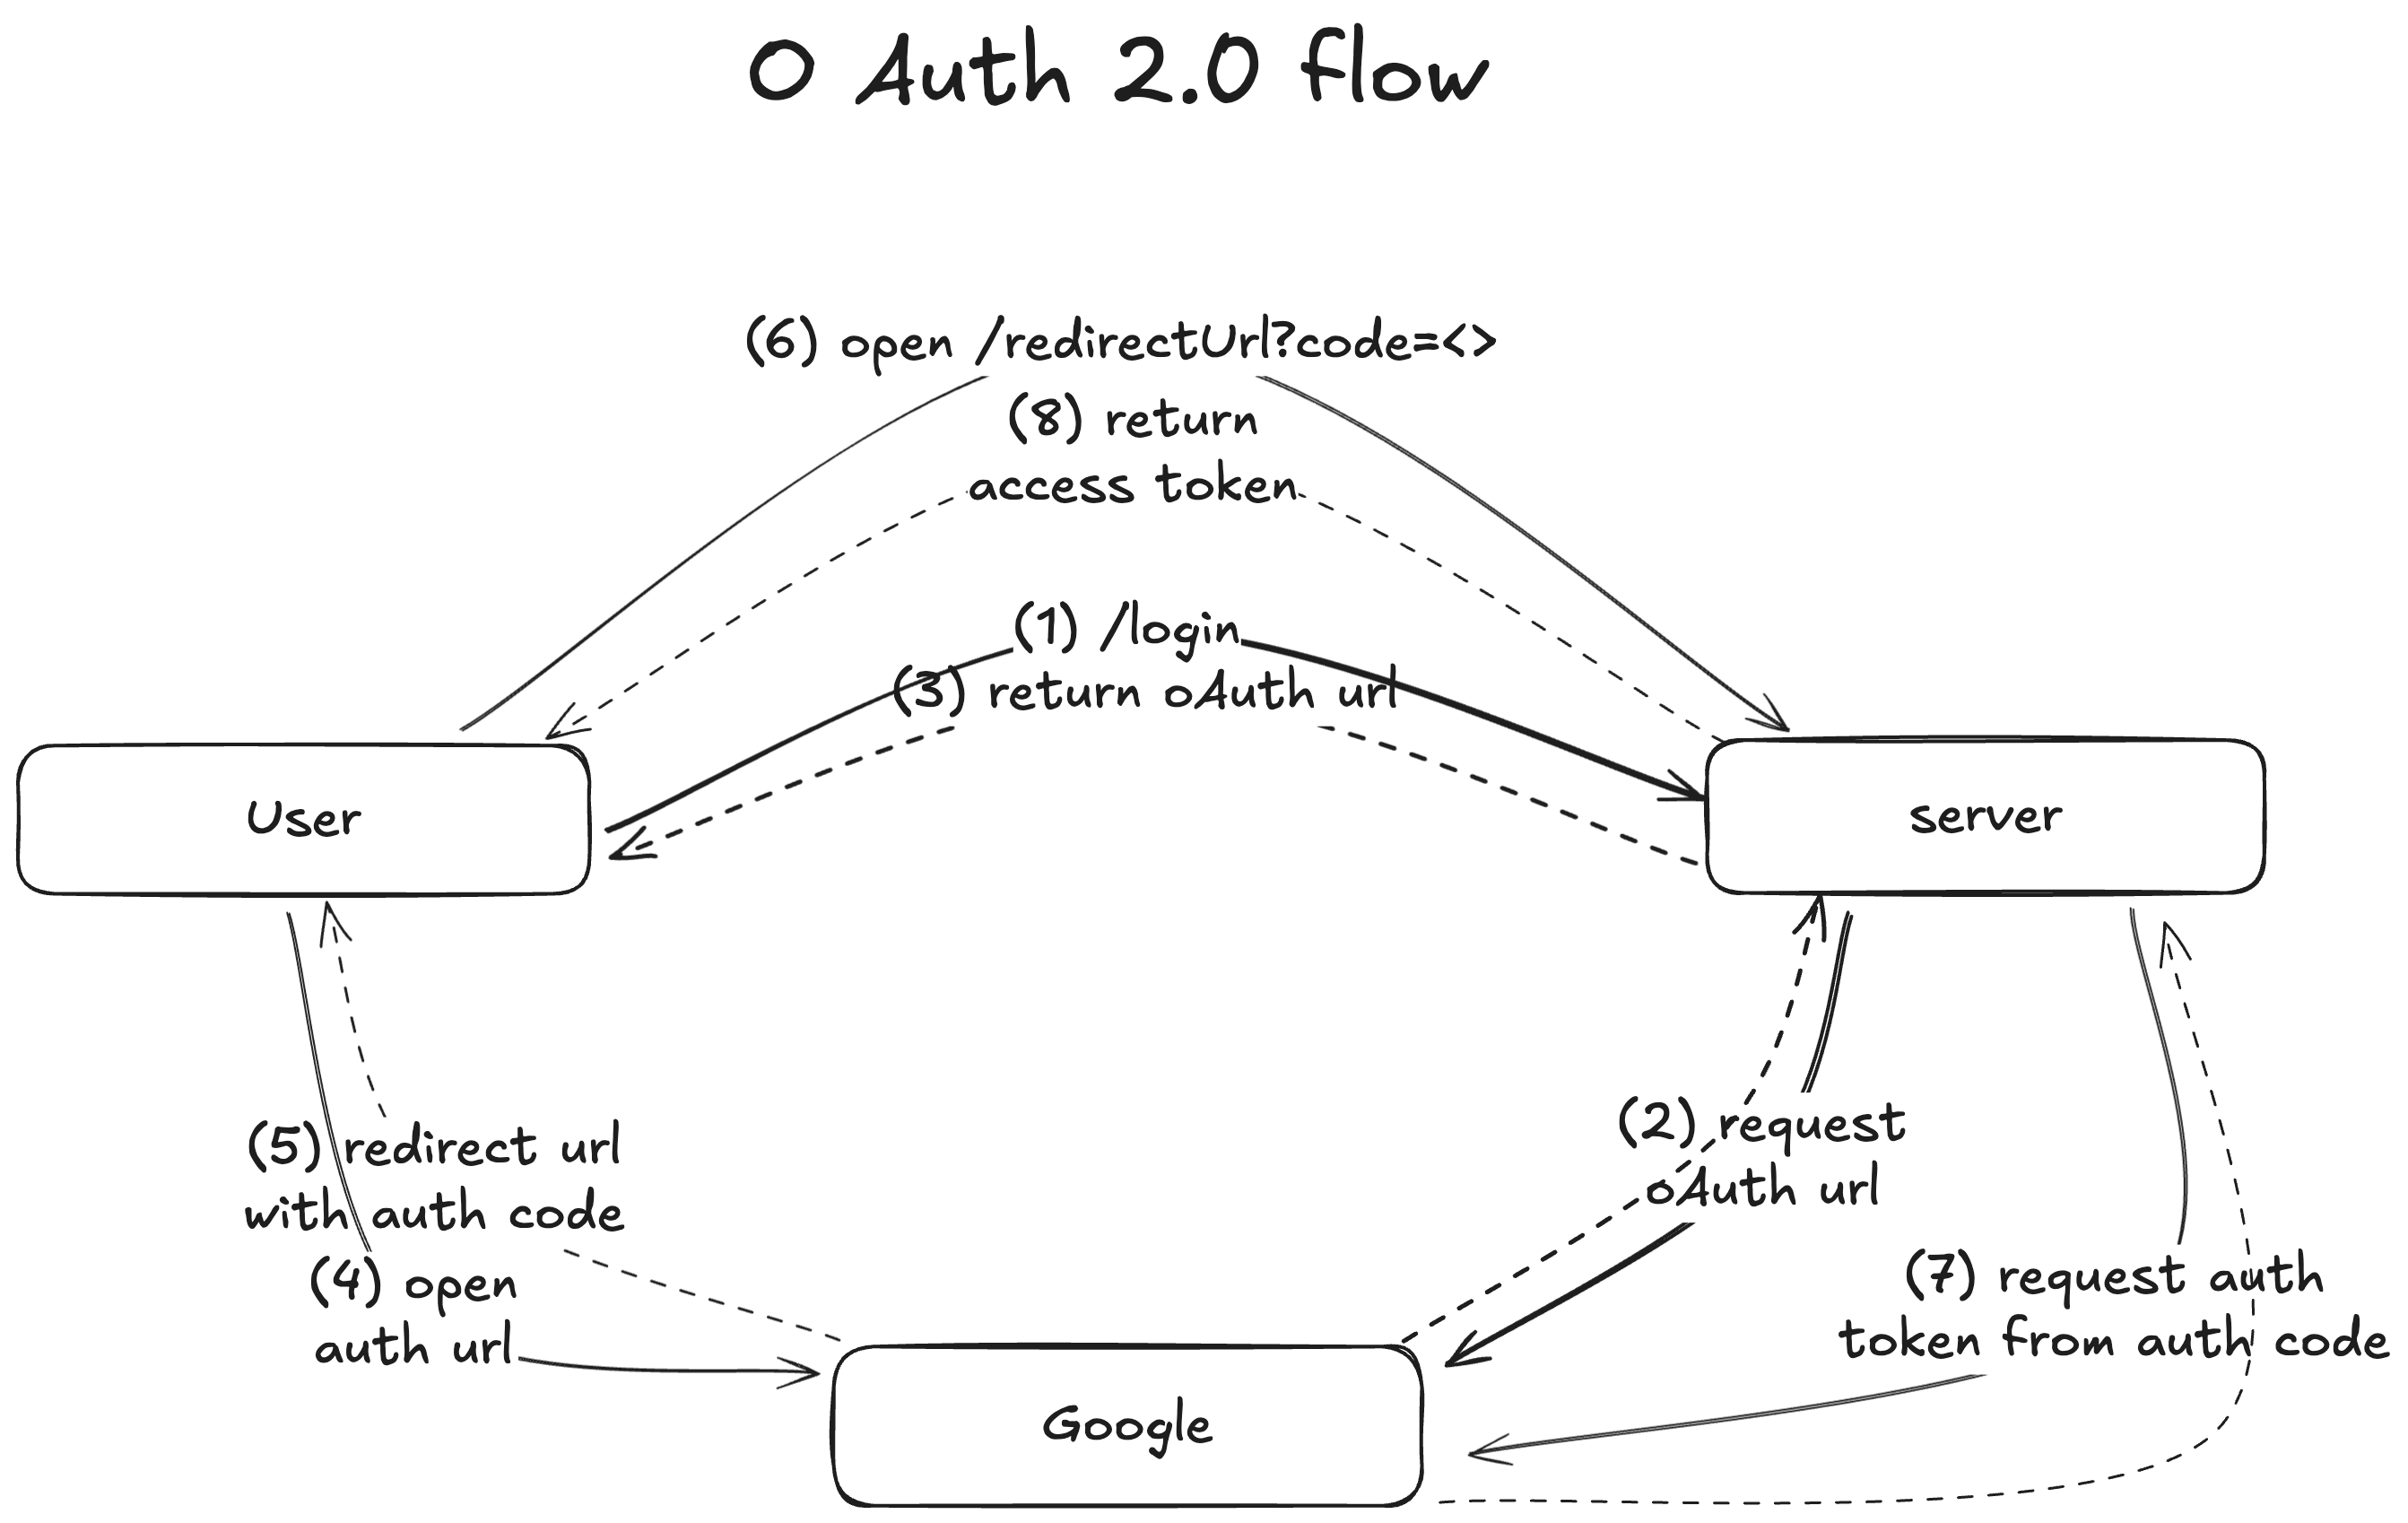 O Auth 2.0 flow
(6) open /redirectUrl?code=<>
(8) return
access token
(1) /login
(3) return oAuth url
User
server
(2) request
oAuth url
(5) redirect url
with auth code
(4) open
auth url
(7) request auth
token from auth code
Google